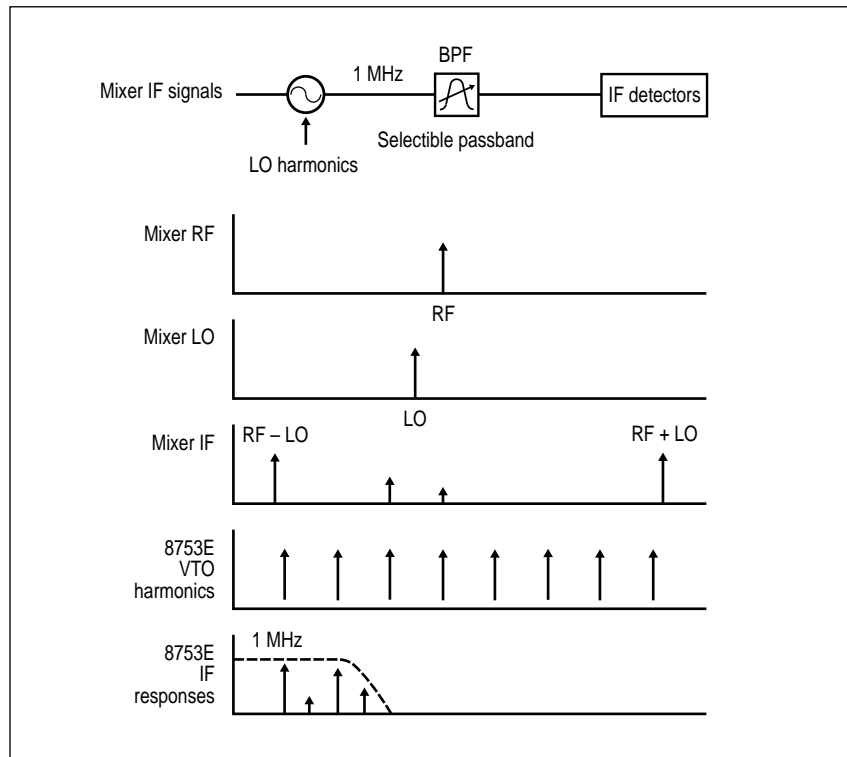 BPF
1 MHz
Mixer IF signals
IF detectors
Selectible passband
LO harmonics
Mixer RF
RF
Mixer LO
LO
Mixer IF
RF – LO
RF + LO
8753E
VTO
harmonics
1 MHz
8753E
IF
responses